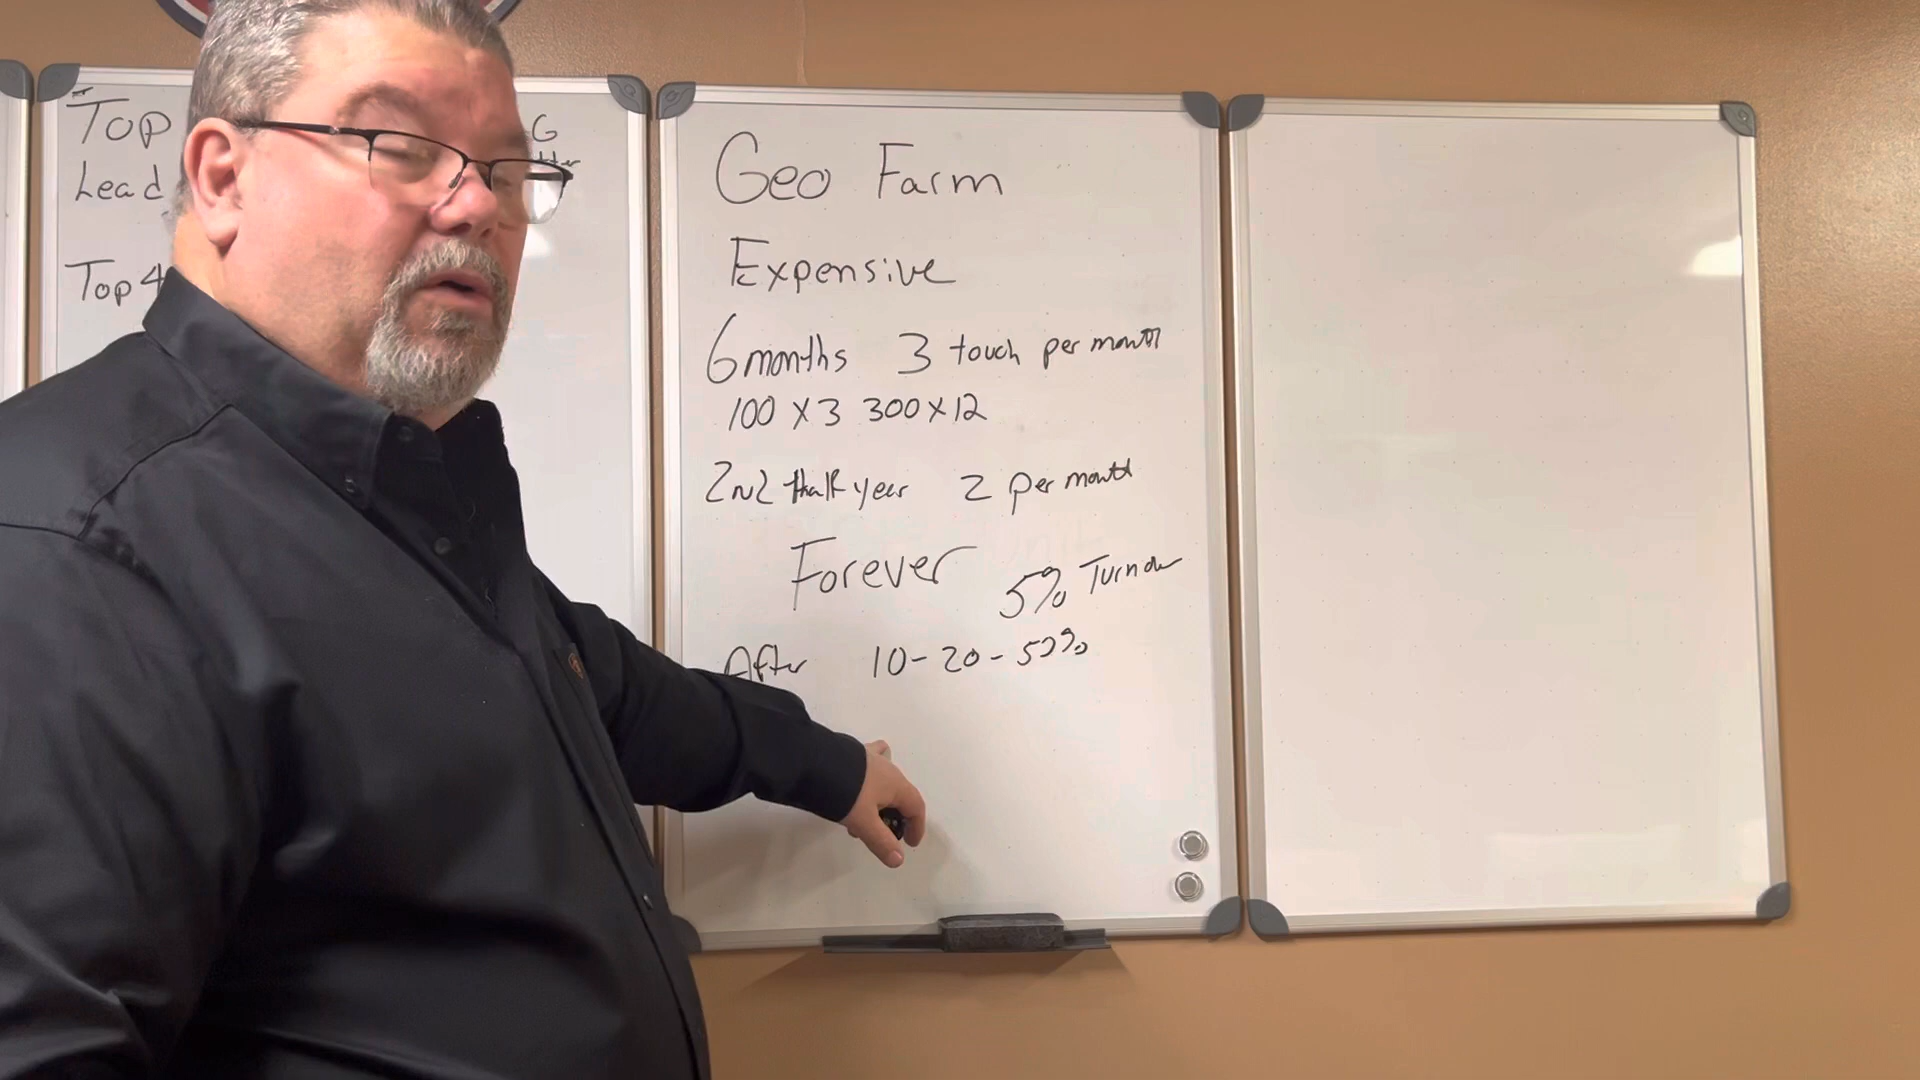 Top
G
Lead
Top 4
Geo Farm
Expensive
6 months 3 touch per month
100 X 3 300 X 12
2nd half year 2 per month
Forever
5% Turnover
After 10-20-50%